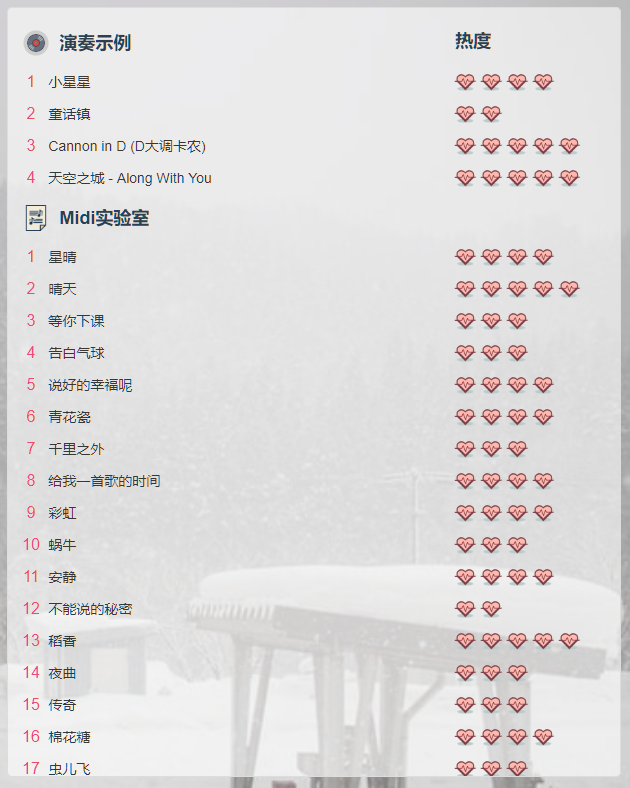 演奏示例 热度
1 小星星
2 童话镇
3 Cannon in D (D大调卡农)
4 天空之城 - Along With You
Midi实验室
1 星晴
2 晴天
3 等你下课
4 告白气球
5 说好的幸福呢
6 青花瓷
7 千里之外
8 给我一首歌的时间
9 彩虹
10 蜗牛
11 安静
12 不能说的秘密
13 稻香
14 夜曲
15 传奇
16 棉花糖
17 虫儿飞